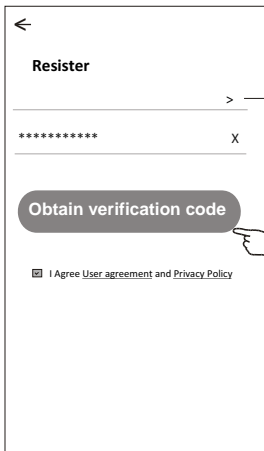 Resister
>
*********** X
Obtain verification code
I Agree User agreement and Privacy Policy